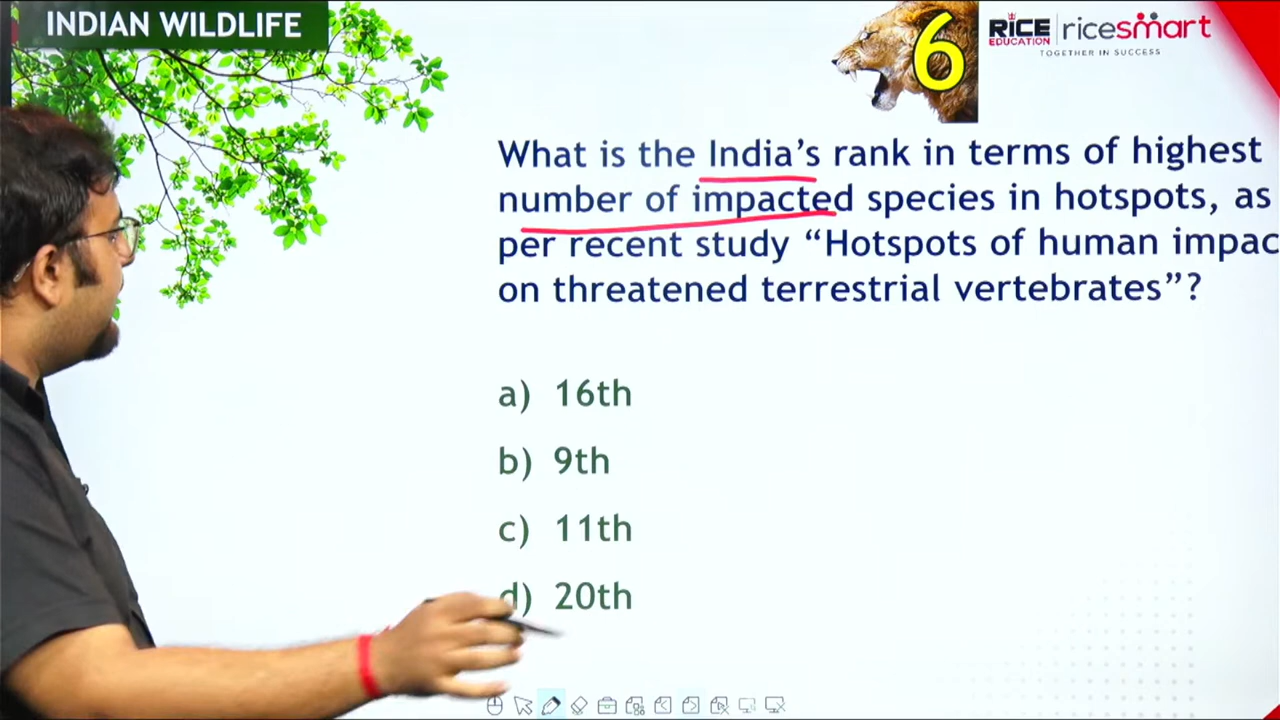 INDIAN WILDLIFE
6
RICE
EDUCATION
ricesmart
TOGETHER IN SUCCESS
What is the India's rank in terms of highest
number of impacted species in hotspots, as
per recent study “Hotspots of human impac
on threatened terrestrial vertebrates”?
a) 16th
b) 9th
c) 11th
d) 20th